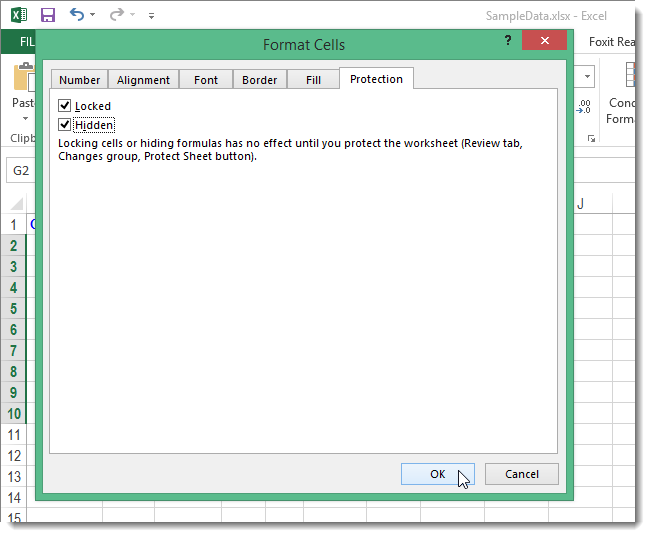 SampleData.xlsx - Excel
FIL
Format Cells
?
Foxit Rea
Number
Alignment
Font
Border
Fill
Protection
Past
Cond
Forma
Clipb
.00
→.0
Locked
Hidden
Locking cells or hiding formulas has no effect until you protect the worksheet (Review tab,
Changes group, Protect Sheet button).
G2
J
1
2
3
4
5
6
7
8
9
10
11
12
13
14
15
OK
Cancel